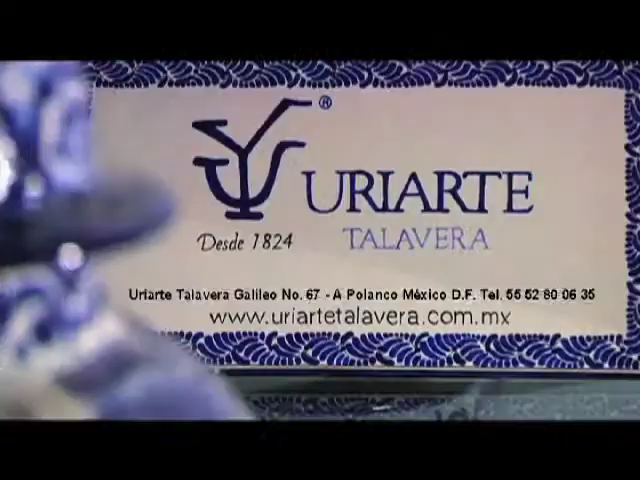 ®
URIARTE
Desde 1824
TALAVERA
Uriarte Talavera Galileo No. 67 - A Polanco México D.F. Tel. 55 52 80 06 35
www.uriartetalavera.com.mx